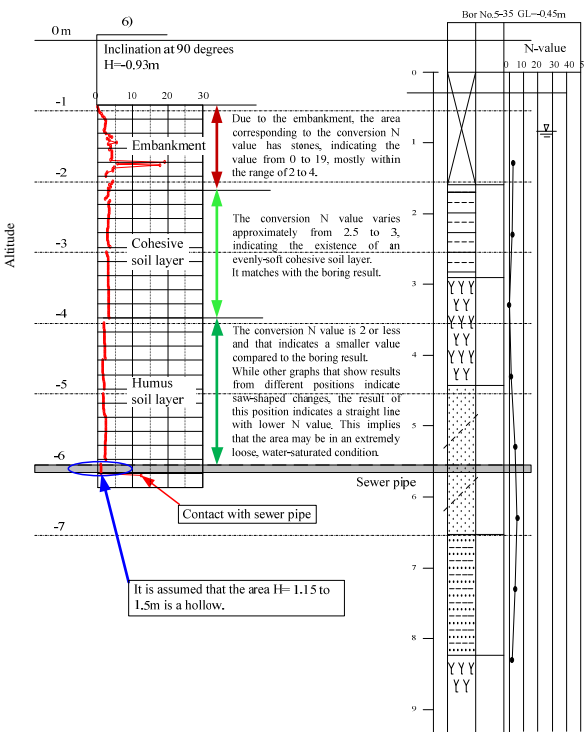 Bor No.5-35 GL=-0.45m
6)
0 m
Inclination at 90 degrees
H=-0.93m
N-value
0 10 20 30 40 5
0 10 20 30
0
-1
Due to the embankment, the area
corresponding to the conversion N
value has stones, indicating the
value from 0 to 19, mostly within
the range of 2 to 4.
Embankment
1
-2
2
The conversion N value varies
approximately from 2.5 to 3,
indicating the existence of an
evenly-soft cohesive soil layer.
It matches with the boring result.
Altitude
Cohesive
soil layer
-3
3
-4
The conversion N value is 2 or less
and that indicates a smaller value
compared to the boring result.
While other graphs that show results
from different positions indicate
saw-shaped changes, the result of
this position indicates a straight line
with lower N value. This implies
that the area may be in an extremely
loose, water-saturated condition.
4
Humus
soil layer
-5
5
-6
Sewer pipe
6
Contact with sewer pipe
-7
7
It is assumed that the area H= 1.15 to
1.5m is a hollow.
8
9